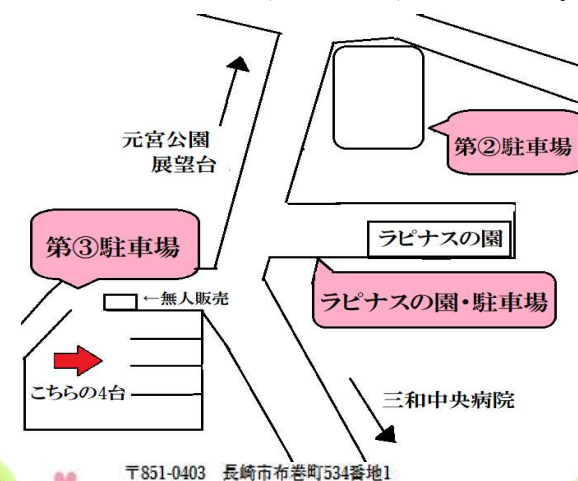 元宮公園
展望台
第②駐車場
ラピナスの園
第③駐車場
←無人販売
ラピナスの園・駐車場
こちらの4台
三和中央病院
〒851-0403 長崎市布巻町534番地1